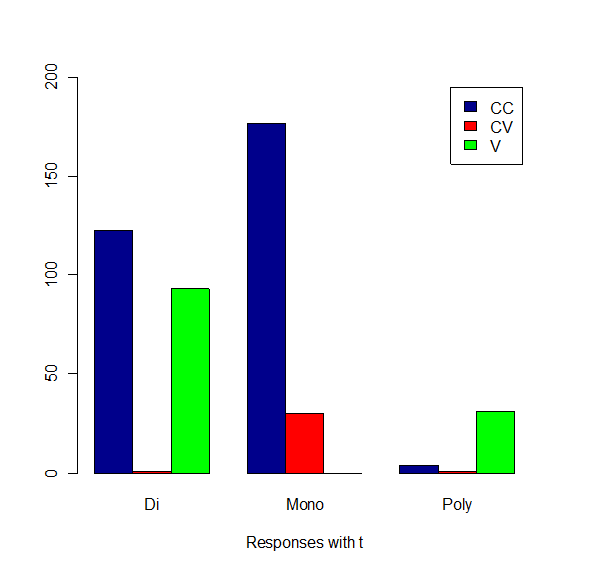 200
150
100
50
0
CC
CV
V
Di
Mono
Poly
Responses with t